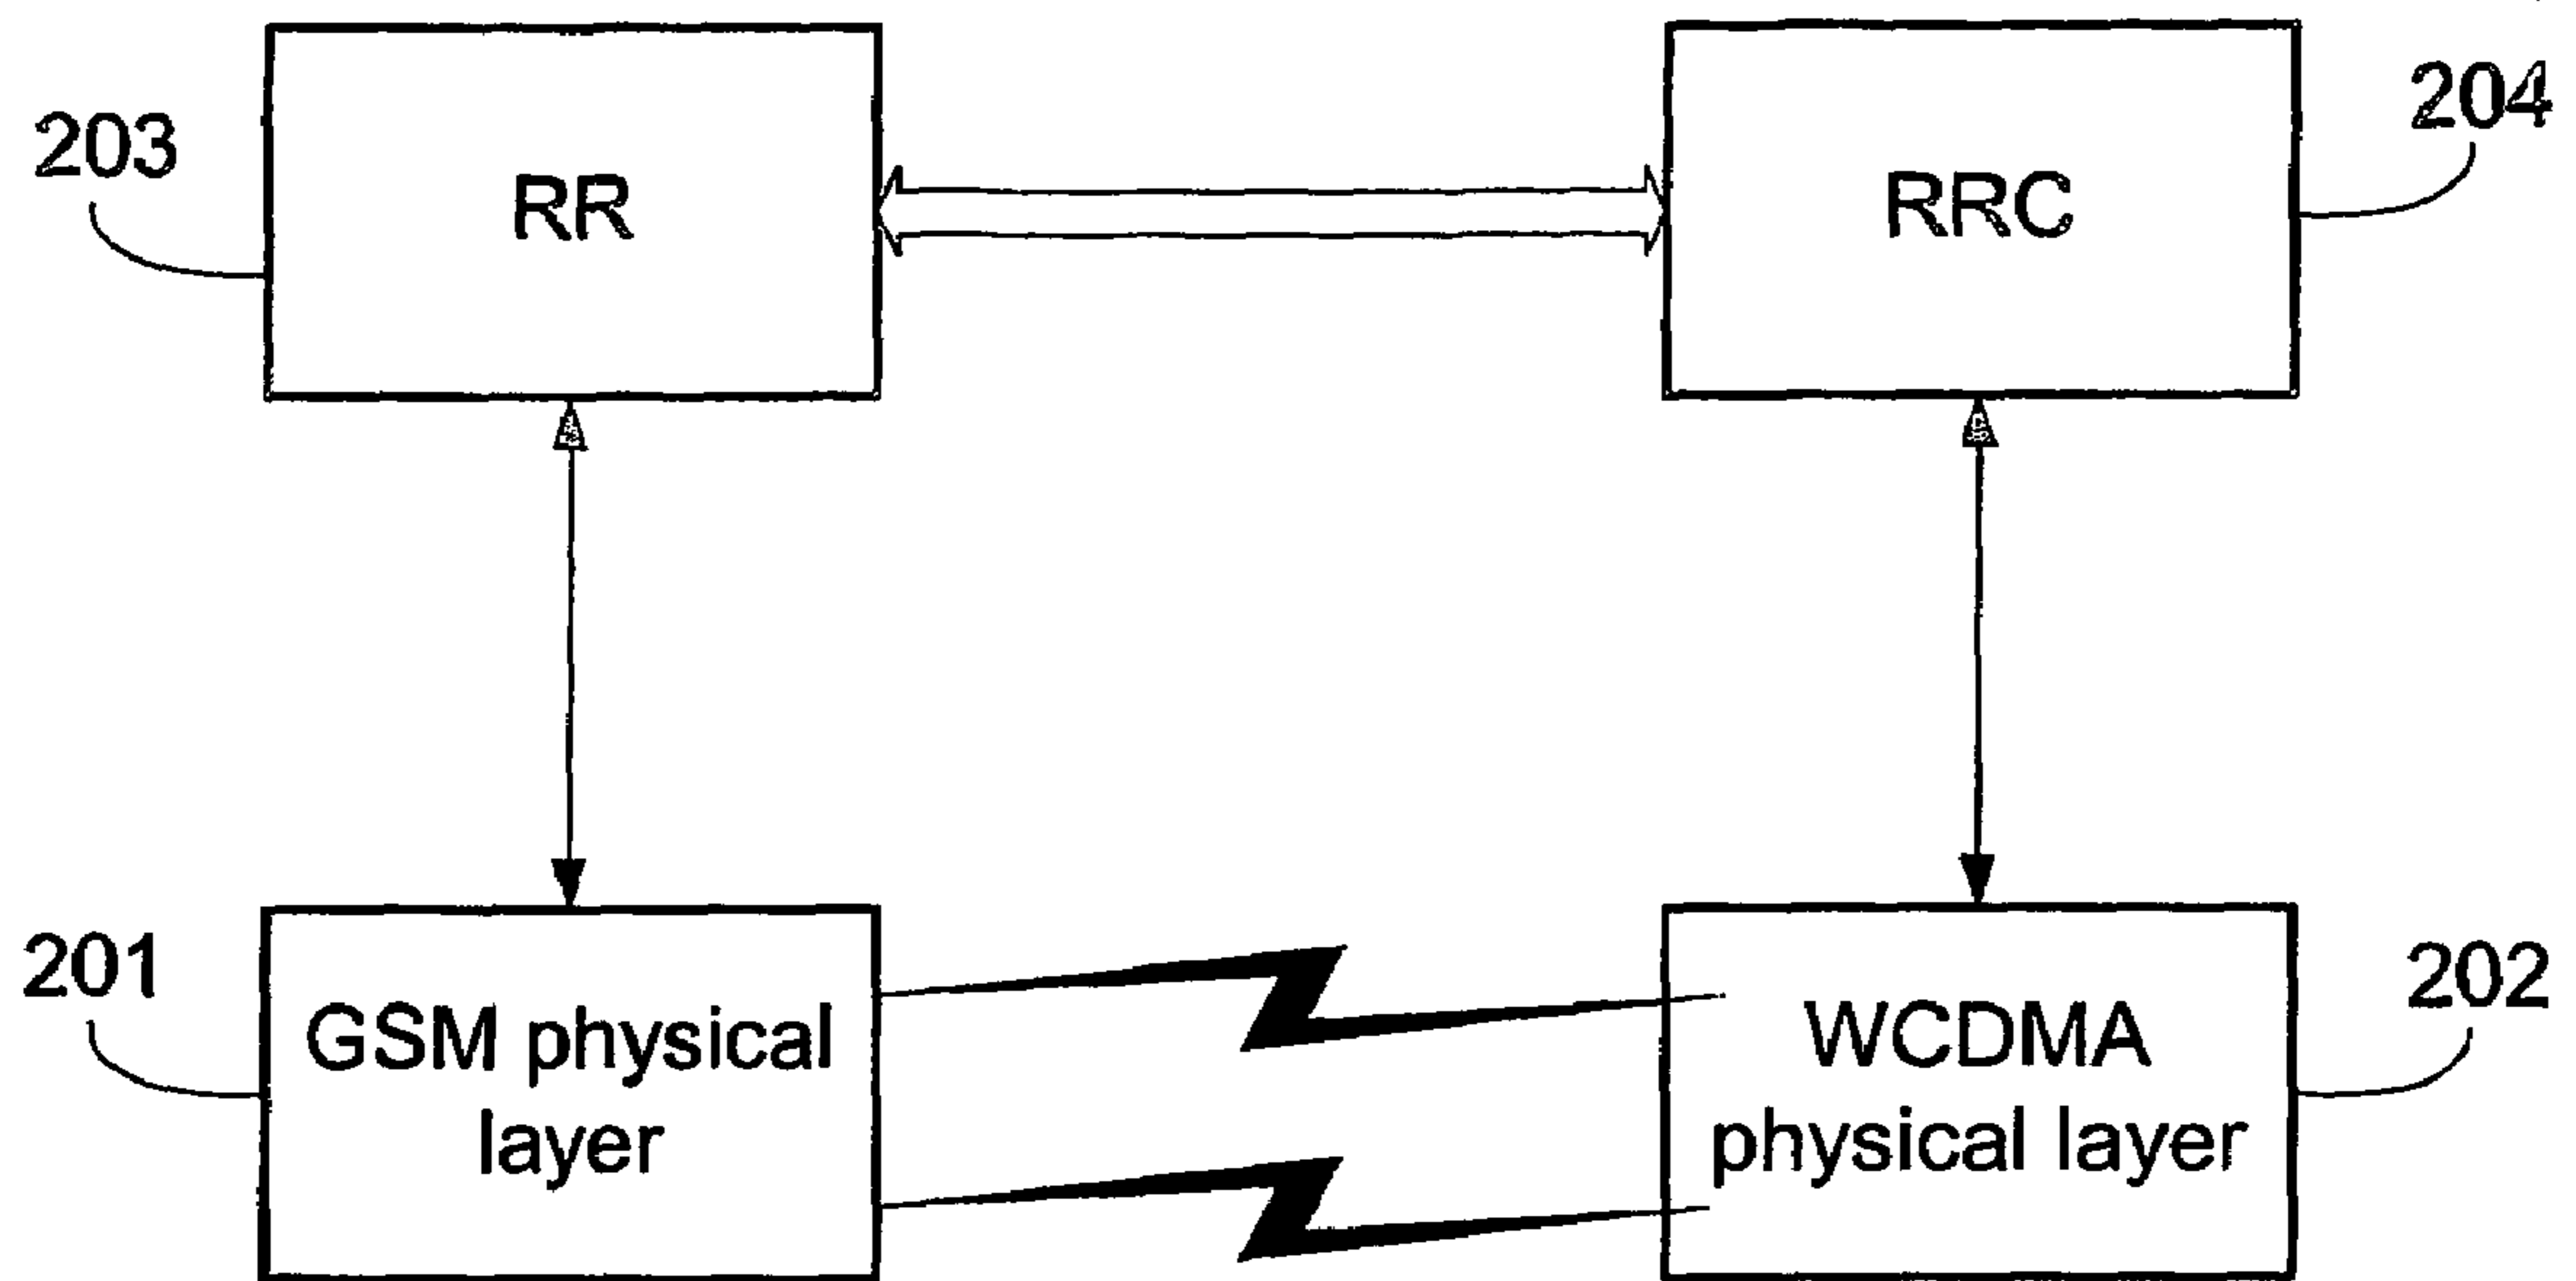 203
RR
RRC
204
201
GSM physical
layer
WCDMA
physical layer
202